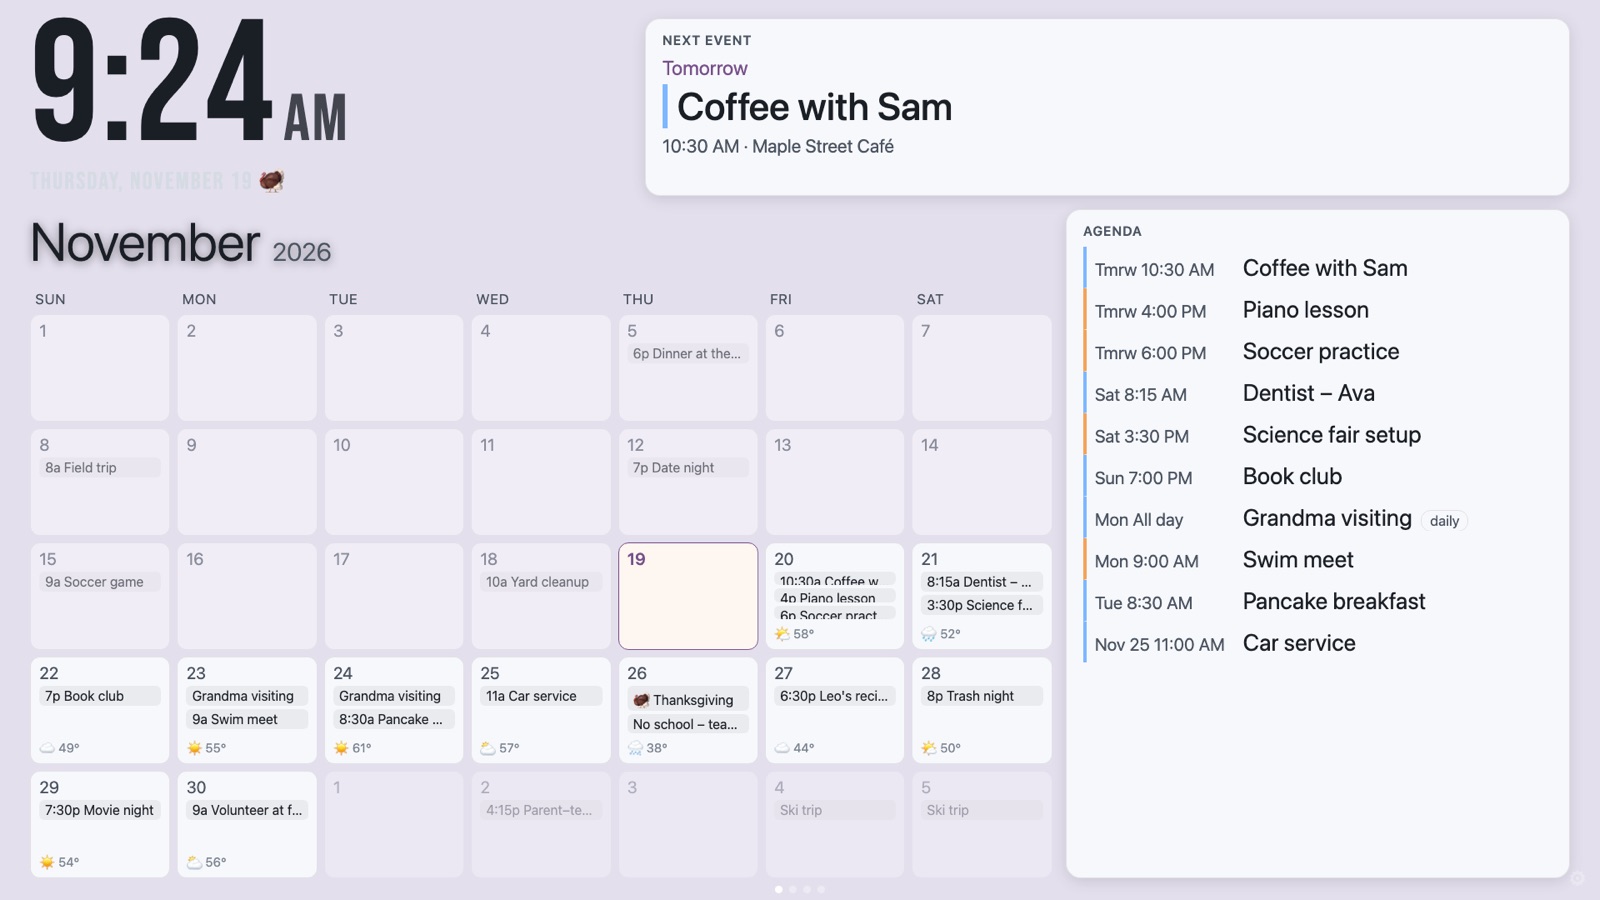 9:24 AM
THURSDAY, NOVEMBER 19
NEXT EVENT
Tomorrow
Coffee with Sam
10:30 AM · Maple Street Café
November 2026
SUN MON TUE WED THU FRI SAT
1 2 3 4 5 6 7
6p Dinner at the...
8 9 10 11 12 13 14
8a Field trip
7p Date night
15 16 17 18 19 20 21
9a Soccer game
10a Yard cleanup
10:30a Coffee w
4p Piano lesson
6p Soccer pract
58°
8:15a Dentist – ...
3:30p Science f...
52°
22 23 24 25 26 27 28
7p Book club
49°
Grandma visiting
9a Swim meet
55°
Grandma visiting
8:30a Pancake ...
61°
11a Car service
57°
Thanksgiving
No school – tea...
38°
6:30p Leo's reci...
44°
8p Trash night
50°
29 30 1 2 3 4 5
7:30p Movie night
54°
9a Volunteer at f...
56°
4:15p Parent–te...
Ski trip
Ski trip
AGENDA
Tmrw 10:30 AM Coffee with Sam
Tmrw 4:00 PM Piano lesson
Tmrw 6:00 PM Soccer practice
Sat 8:15 AM Dentist – Ava
Sat 3:30 PM Science fair setup
Sun 7:00 PM Book club
Mon All day Grandma visiting daily
Mon 9:00 AM Swim meet
Tue 8:30 AM Pancake breakfast
Nov 25 11:00 AM Car service